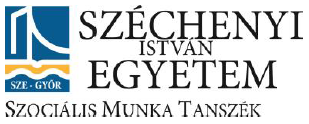 SZÉCHENYI
ISTVÁN
EGYETEM
SZE - GYŐR
SZOCIÁLIS MUNKA TANSZÉK